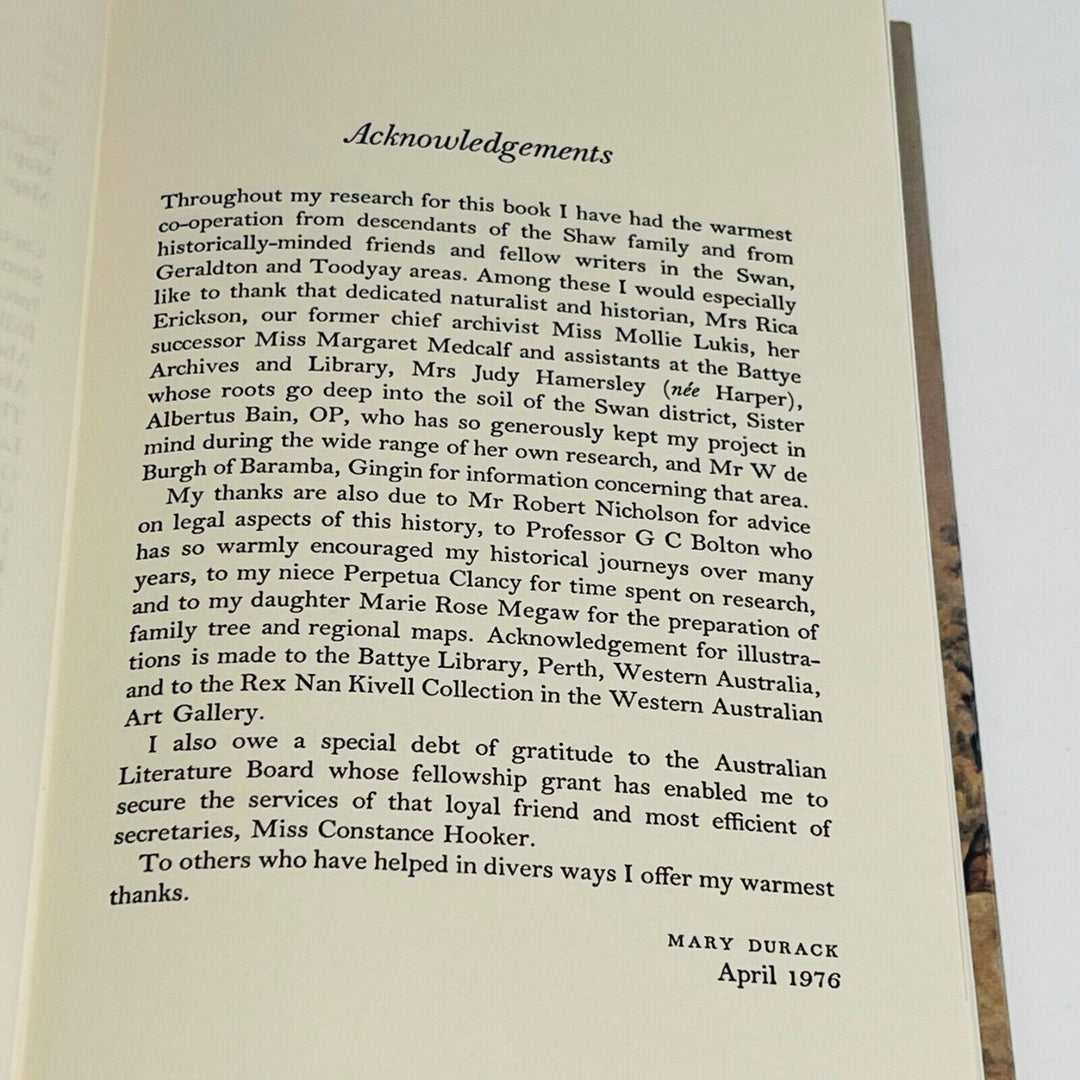 Acknowledgements
Throughout my research for this book I have had the warmest
co-operation from descendants of the Shaw family and from
historically-minded friends and fellow writers in the Swan,
Geraldton and Toodyay areas. Among these I would especially
like to thank that dedicated naturalist and historian, Mrs Rica
Erickson, our former chief archivist Miss Mollie Lukis, her
successor Miss Margaret Medcalf and assistants at the Battye
Archives and Library, Mrs Judy Hamersley (née Harper),
whose roots go deep into the soil of the Swan district, Sister
Albertus Bain, OP, who has so generously kept my project in
mind during the wide range of her own research, and Mr W de
Burgh of Baramba, Gingin for information concerning that area.
My thanks are also due to Mr Robert Nicholson for advice
on legal aspects of this history, to Professor G C Bolton who
has so warmly encouraged my historical journeys over many
years, to my niece Perpetua Clancy for time spent on research,
and to my daughter Marie Rose Megaw for the preparation of
family tree and regional maps. Acknowledgement for illustra-
tions is made to the Battye Library, Perth, Western Australia,
and to the Rex Nan Kivell Collection in the Western Australian
Art Gallery.
I also owe a special debt of gratitude to the Australian
Literature Board whose fellowship grant has enabled me to
secure the services of that loyal friend and most efficient of
secretaries, Miss Constance Hooker.
To others who have helped in divers ways I offer my warmest
thanks.
MARY DURACK
April 1976